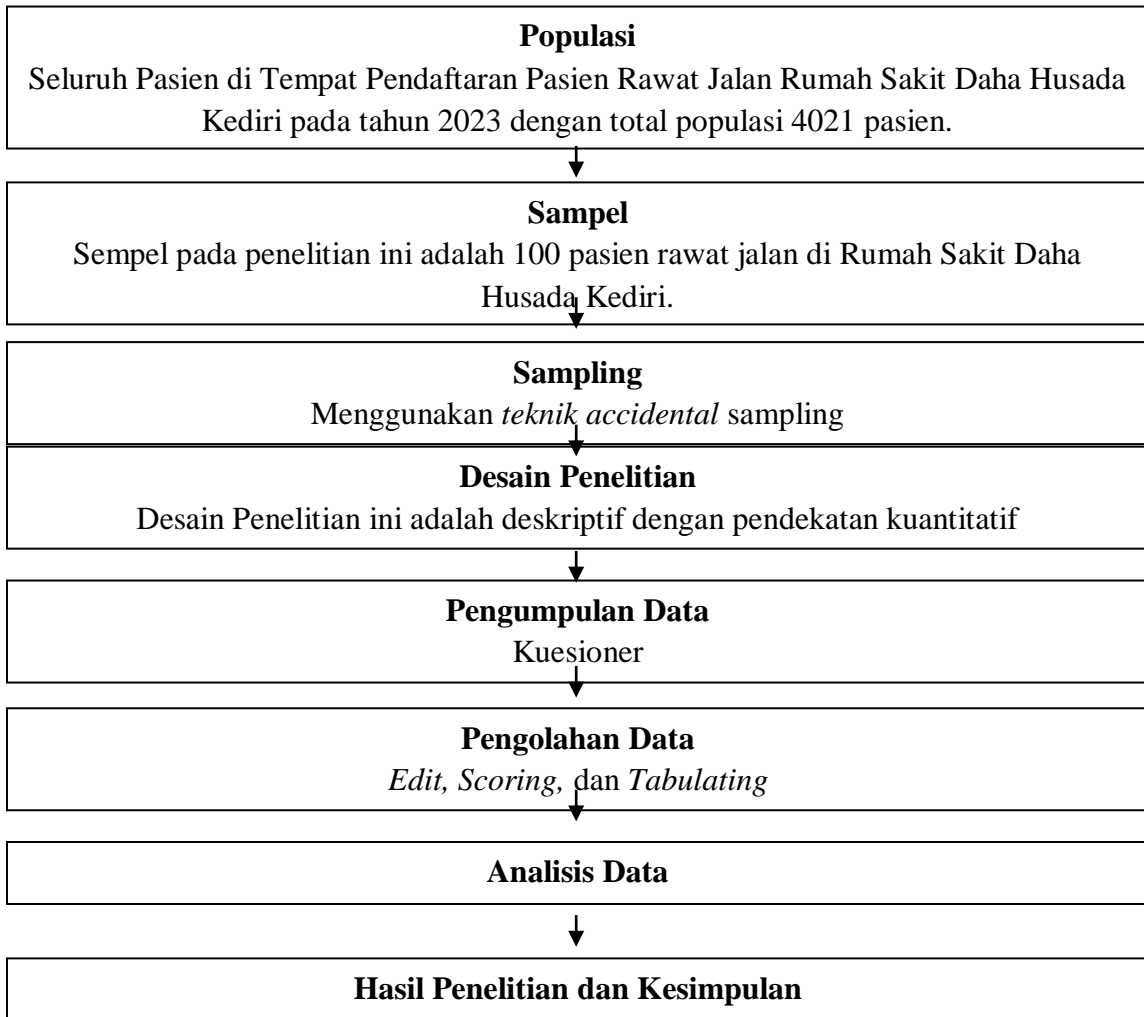 Populasi
Seluruh Pasien di Tempat Pendaftaran Pasien Rawat Jalan Rumah Sakit Daha Husada
Kediri pada tahun 2023 dengan total populasi 4021 pasien.
Sampel
Sempel pada penelitian ini adalah 100 pasien rawat jalan di Rumah Sakit Daha
Husada Kediri.
Sampling
Menggunakan teknik accidental sampling
Desain Penelitian
Desain Penelitian ini adalah deskriptif dengan pendekatan kuantitatif
Pengumpulan Data
Kuesioner
Pengolahan Data
Edit, Scoring, dan Tabulating
Analisis Data
Hasil Penelitian dan Kesimpulan